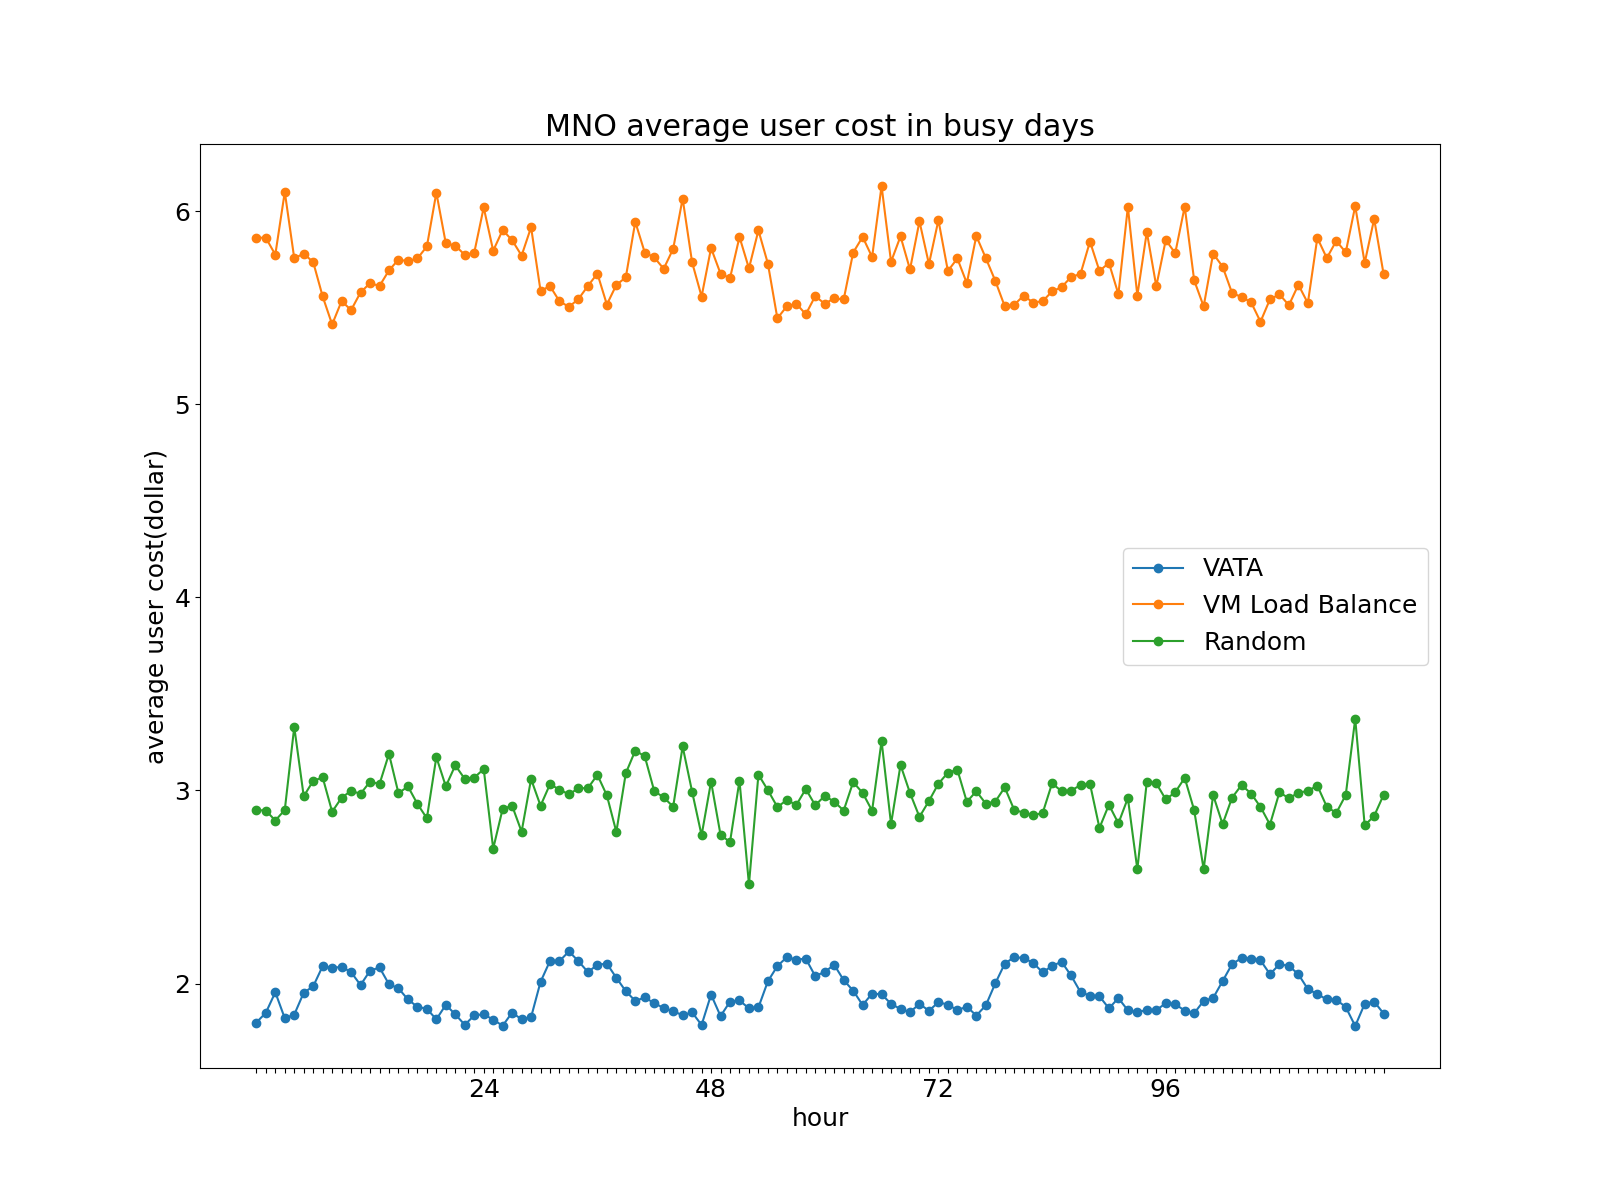 MNO average user cost in busy days
6
5
4
3
2
average user cost(dollar)
VATA
VM Load Balance
Random
24 48 72 96
hour